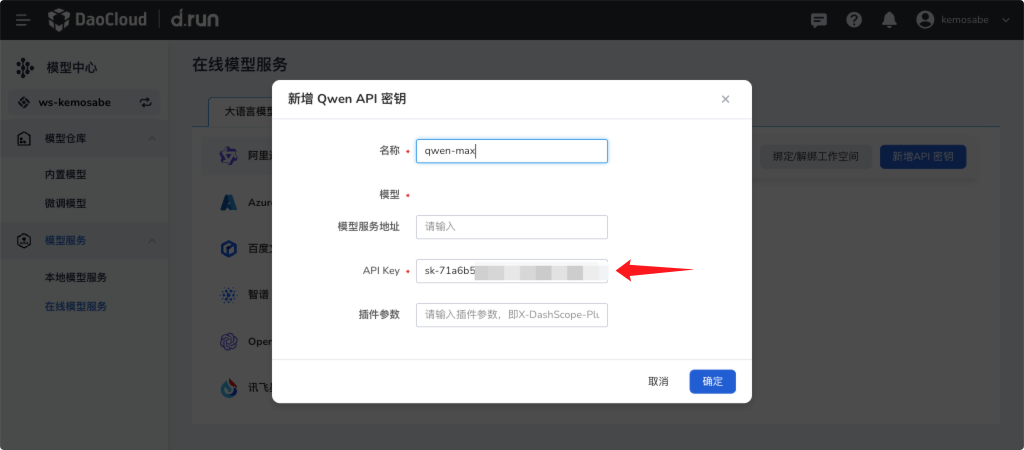 DaoCloud | d.run
kemosabe
模型中心
ws-kemosabe
模型仓库
内置模型
微调模型
模型服务
本地模型服务
在线模型服务
在线模型服务
大语言模型
阿里
Azure
百度
智谱
Open
讯飞
绑定/解绑工作空间
新增API 密钥
新增 Qwen API 密钥
名称 •
qwen-max
模型 •
模型服务地址
请输入
API Key •
sk-71a6b5
插件参数
请输入插件参数，即X-DashScope-Plu
取消
确定